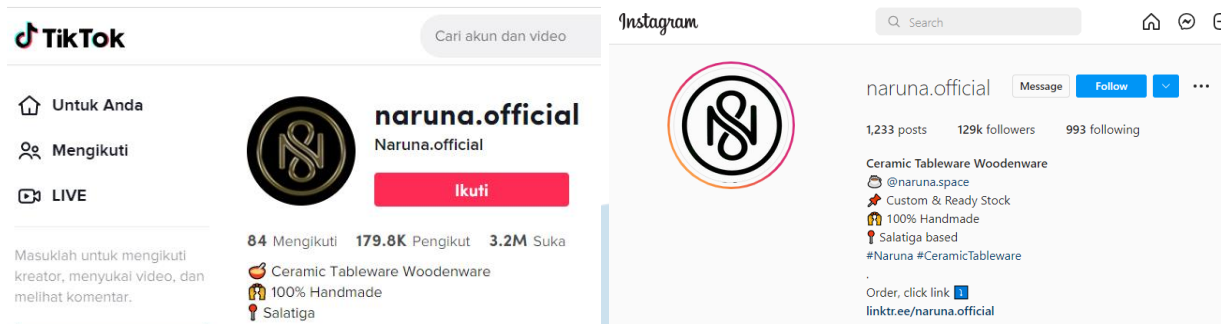 TikTok
Cari akun dan video
Untuk Anda
Mengikuti
LIVE
Masuklah untuk mengikuti
kreator, menyukai video, dan
melihat komentar.
naruna.official
Naruna.official
Ikuti
84 Mengikuti 179.8K Pengikut 3.2M Suka
Ceramic Tableware Woodenware
100% Handmade
Salatiga
Instagram
Search
naruna.official Message Follow
1,233 posts 129k followers 993 following
Ceramic Tableware Woodenware
@naruna.space
Custom & Ready Stock
100% Handmade
Salatiga based
#Naruna #CeramicTableware
.
Order, click link
linktr.ee/naruna.official